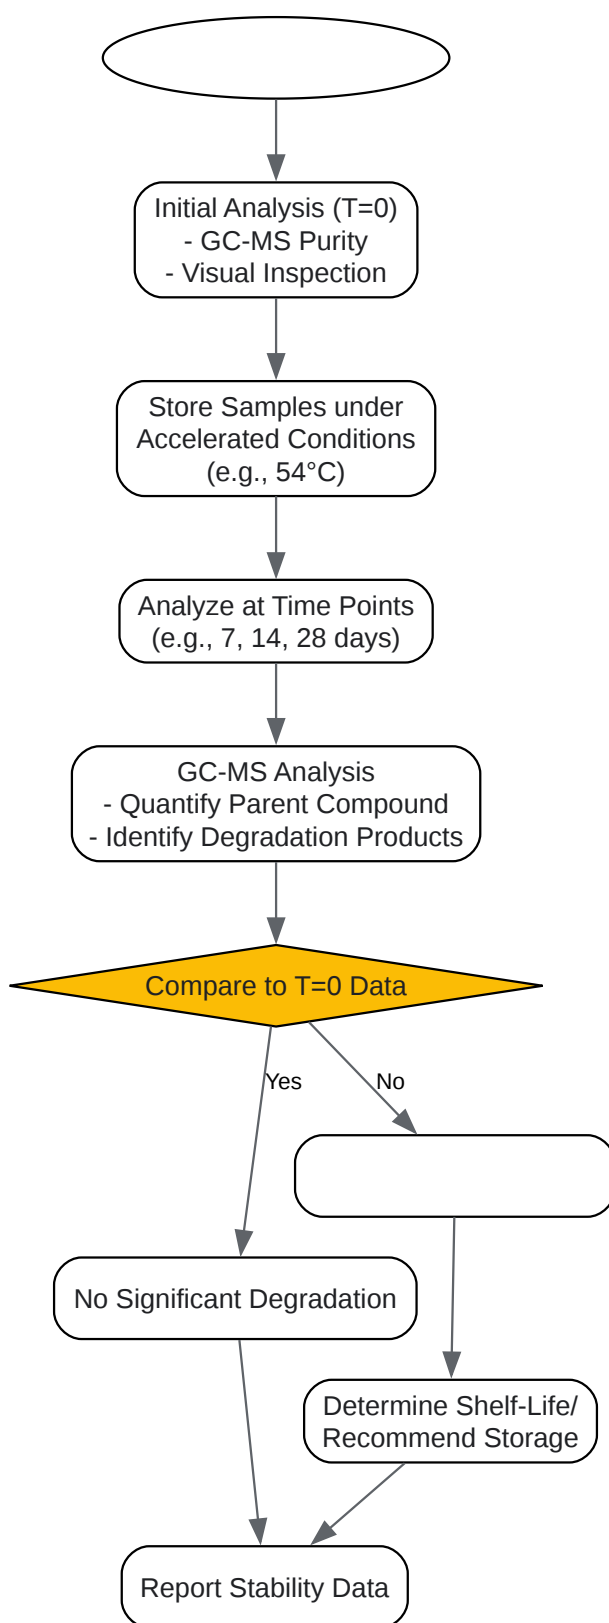 Initial Analysis (T=0)
- GC-MS Purity
- Visual Inspection
Store Samples under
Accelerated Conditions
(e.g., 54°C)
Analyze at Time Points
(e.g., 7, 14, 28 days)
GC-MS Analysis
- Quantify Parent Compound
- Identify Degradation Products
Compare to T=0 Data
Yes
No
No Significant Degradation
Determine Shelf-Life/
Recommend Storage
Report Stability Data